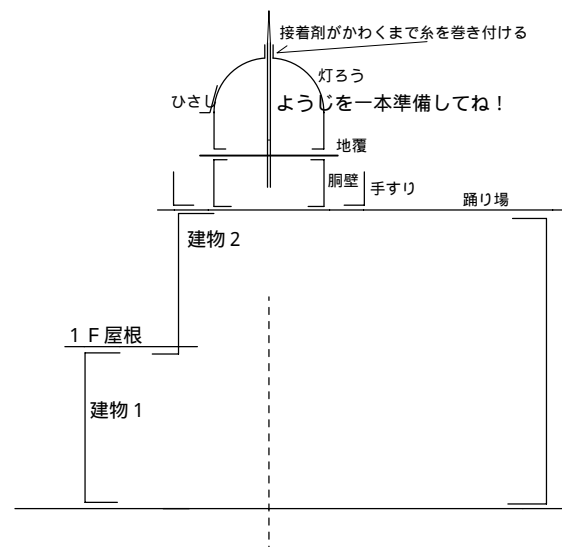 接着剤がかわくまで糸を巻き付ける
灯ろう
ひさし
ようじを一本準備してね！
地覆
胴壁
手すり
踊り場
建物２
１Ｆ屋根
建物１